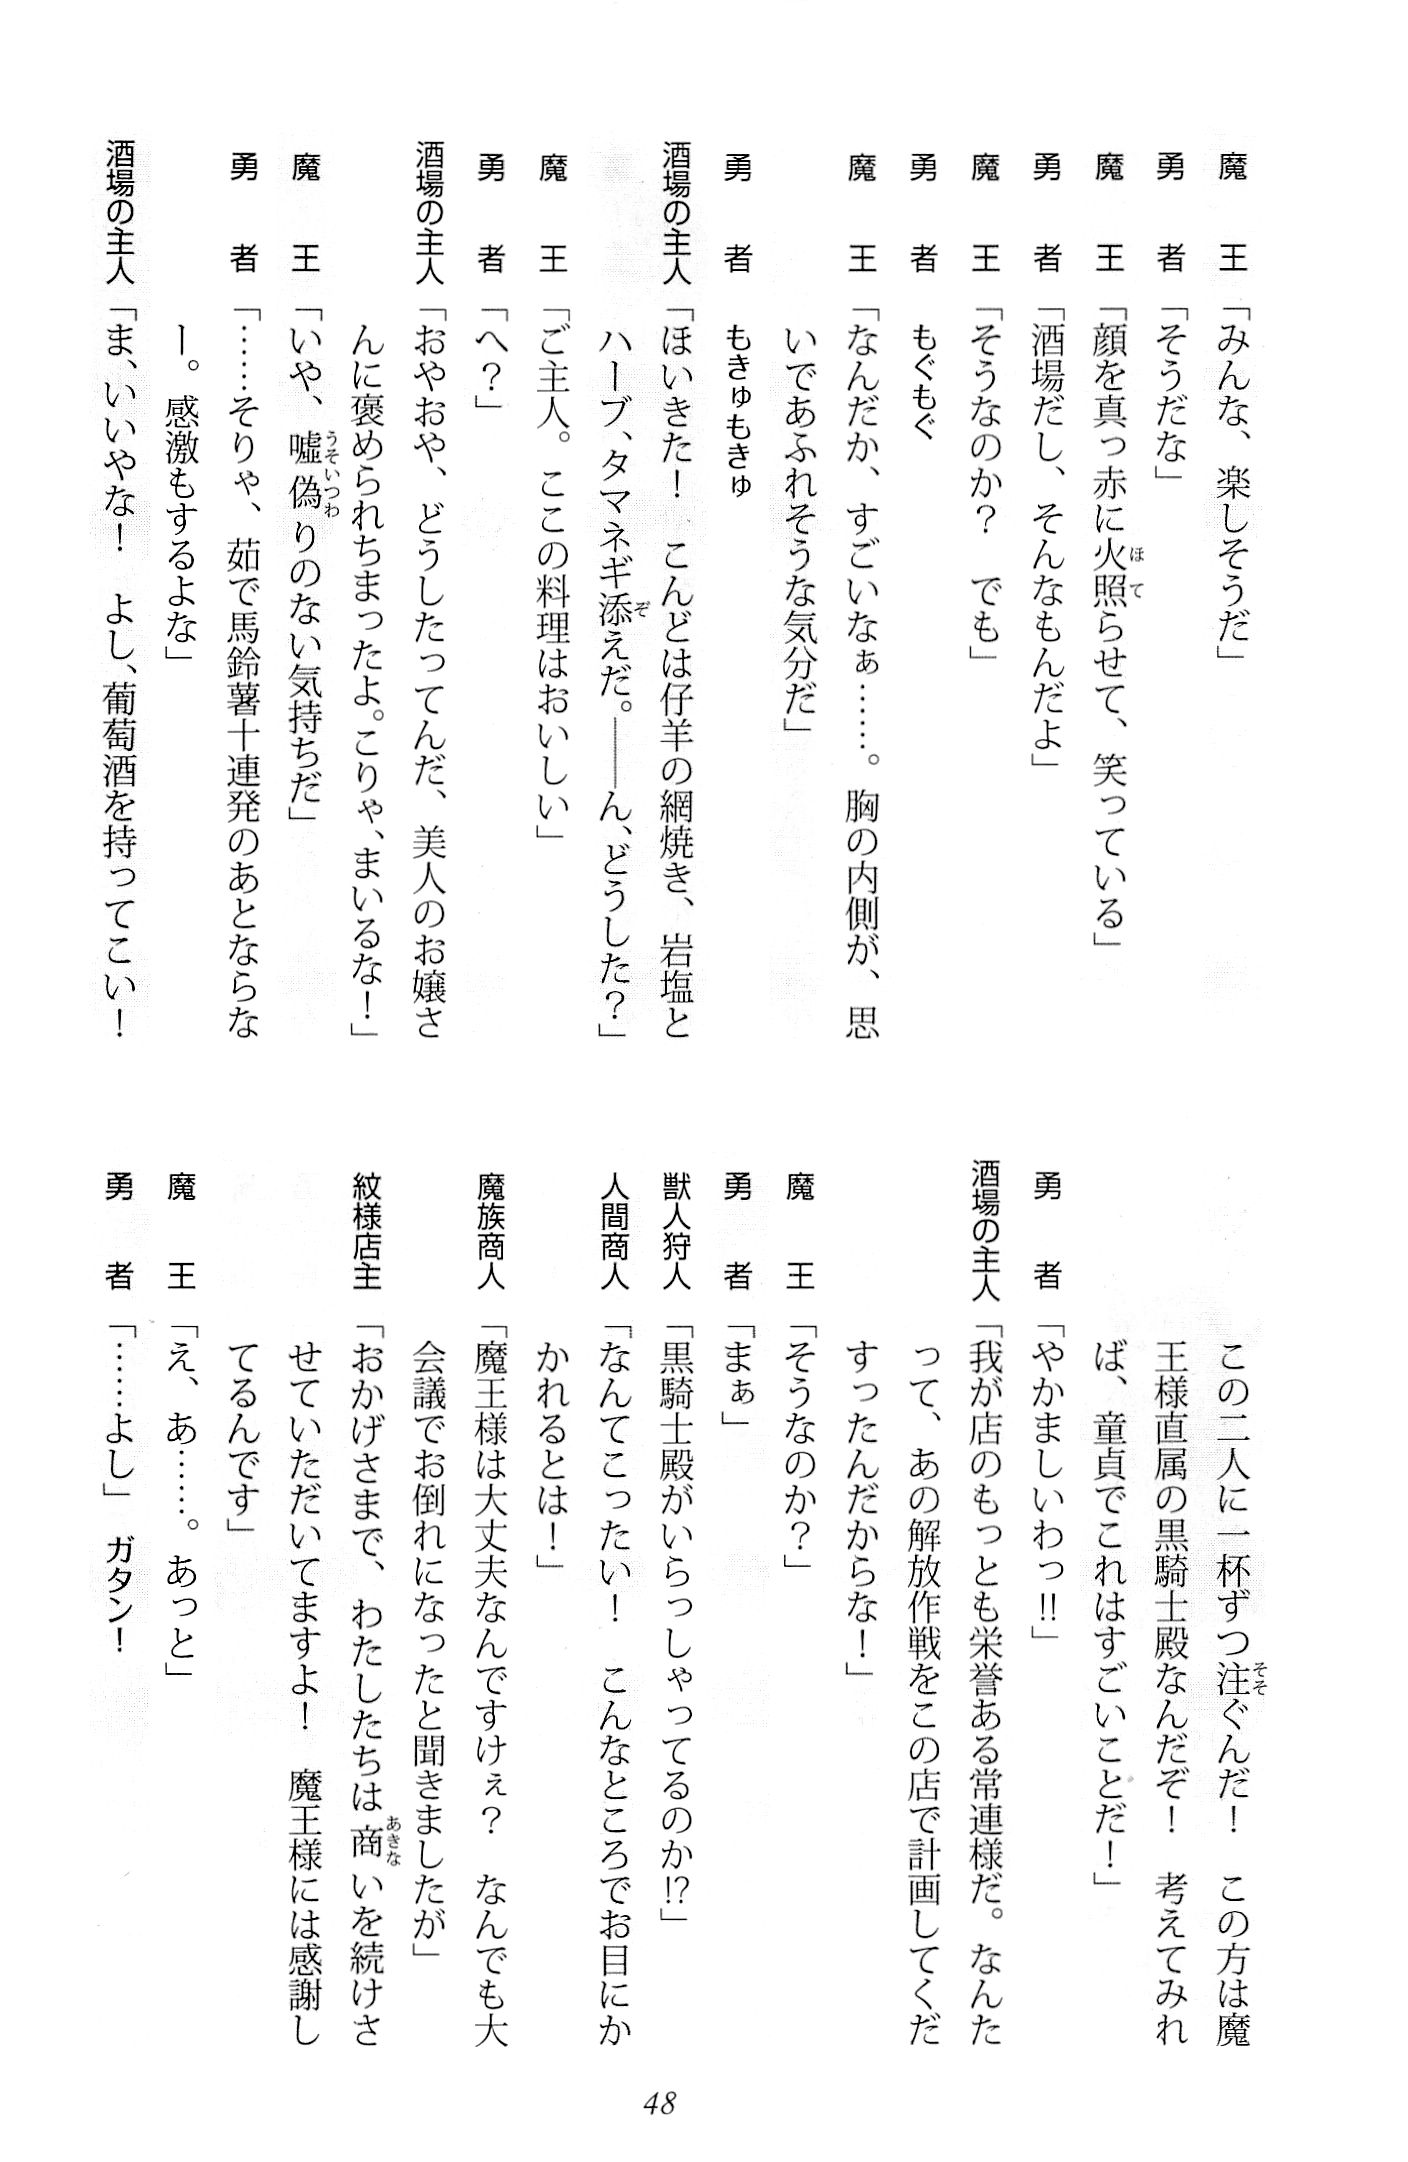 魔王「みんな、楽しそうだ」
勇者「そうだな」
魔王「顔を真っ赤に火照らせて、笑っている」
勇者「酒場だし、そんなもんだよ」
魔王「そうなのか？　でも」
勇者　もぐもぐ
魔王「なんだか、すごいなぁ……。胸の内側が、思
いであふれそうな気分だ」
勇者　もきゅもきゅ
酒場の主人「ほいきた！　こんどは仔羊の網焼き、岩塩と
ハーブ、タマネギ添えだ。――ん、どうした？」
魔王「ご主人。ここの料理はおいしい」
勇者「へ？」
酒場の主人「おやおや、どうしたってんだ、美人のお嬢さ
んに褒められちまったよ。こりゃ、まいるな！」
魔王「いや、嘘偽りのない気持ちだ」
勇者「……そりゃ、茹で馬鈴薯十連発のあとならな
ー。感激もするよな」
酒場の主人「ま、いいやな！　よし、葡萄酒を持ってこい！
この二人に一杯ずつ注ぐんだ！　この方は魔
王様直属の黒騎士殿なんだぞ！　考えてみれ
ば、童貞でこれはすごいことだ！」
勇者「やかましいわっ!!」
酒場の主人「我が店のもっとも栄誉ある常連様だ。なんた
って、あの解放作戦をこの店で計画してくだ
すったんだからな！」
魔王「そうなのか？」
勇者「まぁ」
獣人狩人「黒騎士殿がいらっしゃってるのか!?」
人間商人「なんてこったい！　こんなところでお目にか
かれるとは！」
魔族商人「魔王様は大丈夫なんですけぇ？　なんでも大
会議でお倒れになったと聞きましたが」
紋様店主「おかげさまで、わたしたちは商いを続けさ
せていただいてますよ！　魔王様には感謝し
てるんです」
魔王「え、あ……。あっと」
勇者「……よし」　ガタン！
48